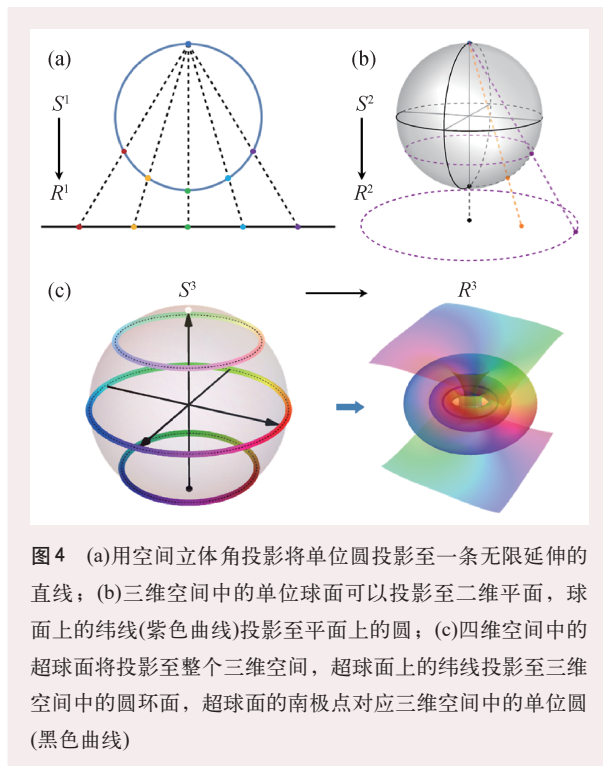 (a)
(b)
S¹
R¹
S²
R²
(c)
S³
R³
图4 (a)用空间立体角投影将单位圆投影至一条无限延伸的
直线；(b)三维空间中的单位球面可以投影至二维平面，球
面上的纬线(紫色曲线)投影至平面上的圆；(c)四维空间中的
超球面将投影至整个三维空间，超球面上的纬线投影至三维
空间中的圆环面，超球面的南极点对应三维空间中的单位圆
(黑色曲线)